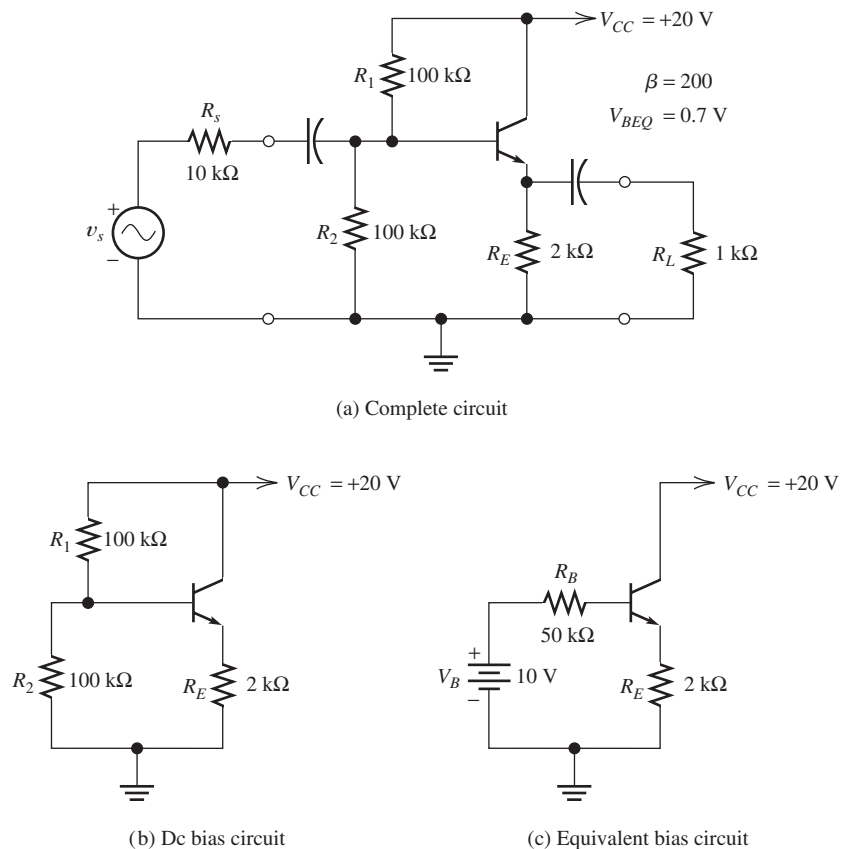 V_CC = +20 V
R_1 100 kΩ
β = 200
V_BEQ = 0.7 V
R_s
10 kΩ
+
v_s
−
R_2 100 kΩ
R_E 2 kΩ
R_L 1 kΩ
(a) Complete circuit
V_CC = +20 V
R_1 100 kΩ
R_2 100 kΩ
R_E 2 kΩ
(b) Dc bias circuit
V_CC = +20 V
R_B
50 kΩ
+
V_B 10 V
−
R_E 2 kΩ
(c) Equivalent bias circuit